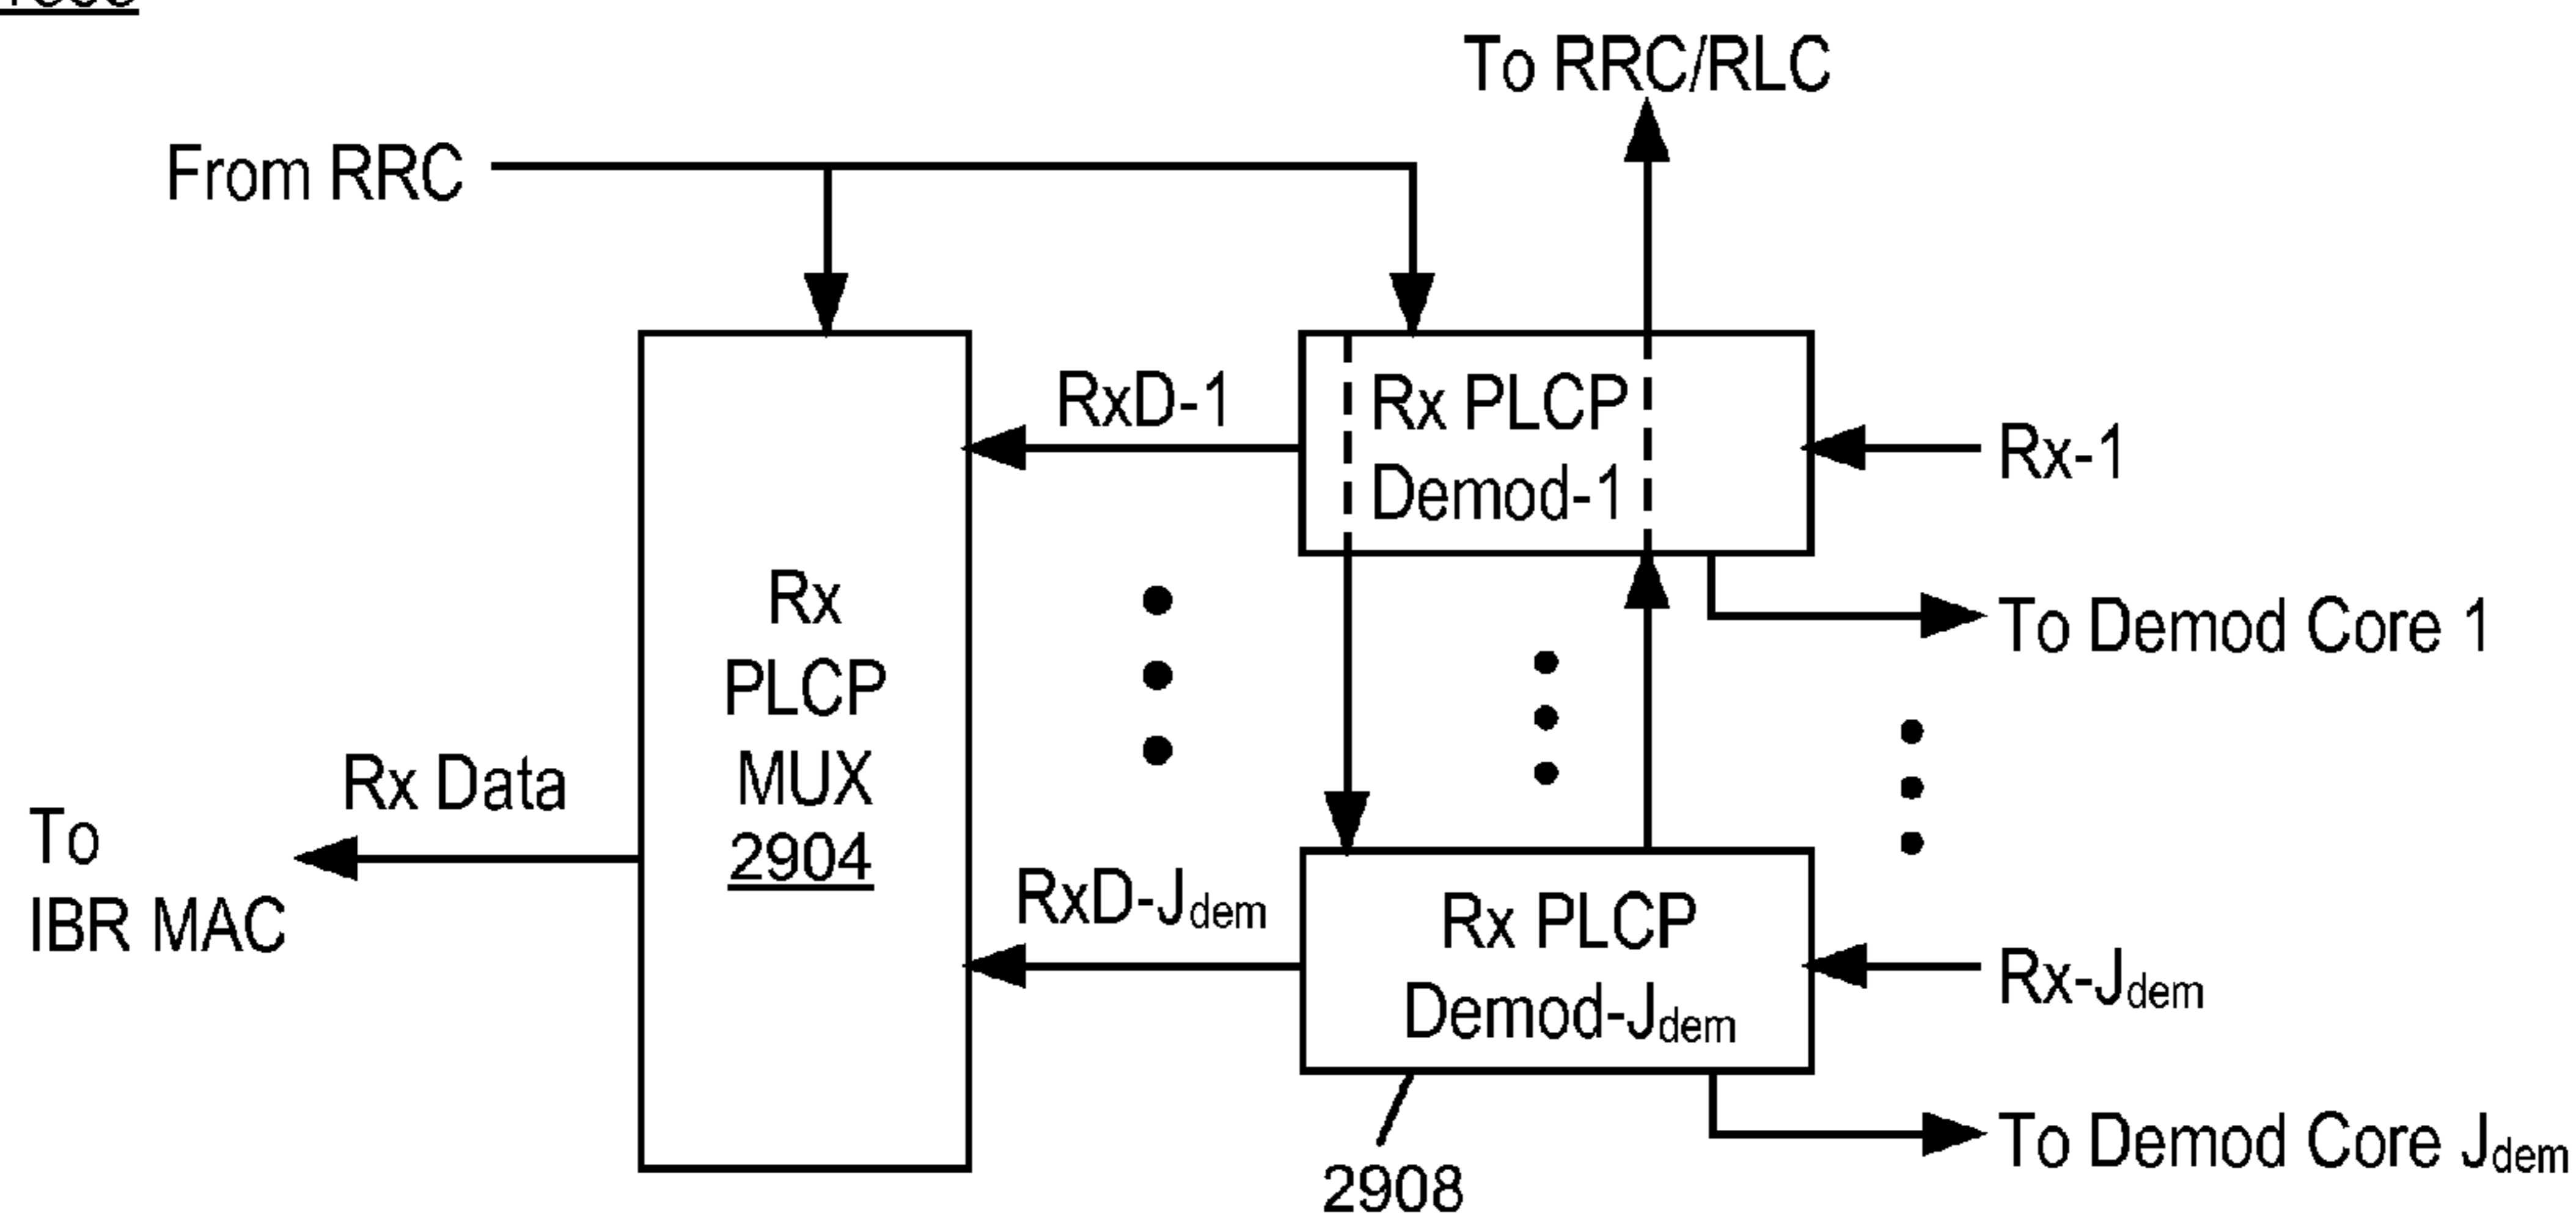 To RRC/RLC
From RRC
RxD-1
Rx PLCP
Demod-1
Rx-1
To Demod Core 1
Rx
PLCP
MUX
2904
Rx Data
To
IBR MAC
RxD-Jdem
Rx PLCP
Demod-Jdem
Rx-Jdem
To Demod Core Jdem
2908